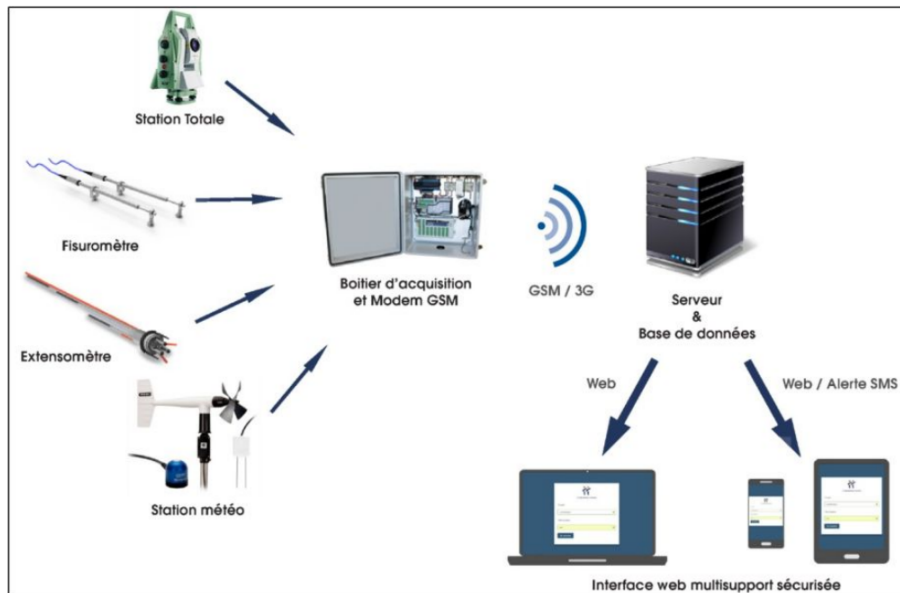 Station Totale
Fisuromètre
Boitier d'acquisition
et Modem GSM
GSM / 3G
Serveur
&
Base de données
Extensomètre
Web
Web / Alerte SMS
Station météo
Interface web multisupport sécurisée